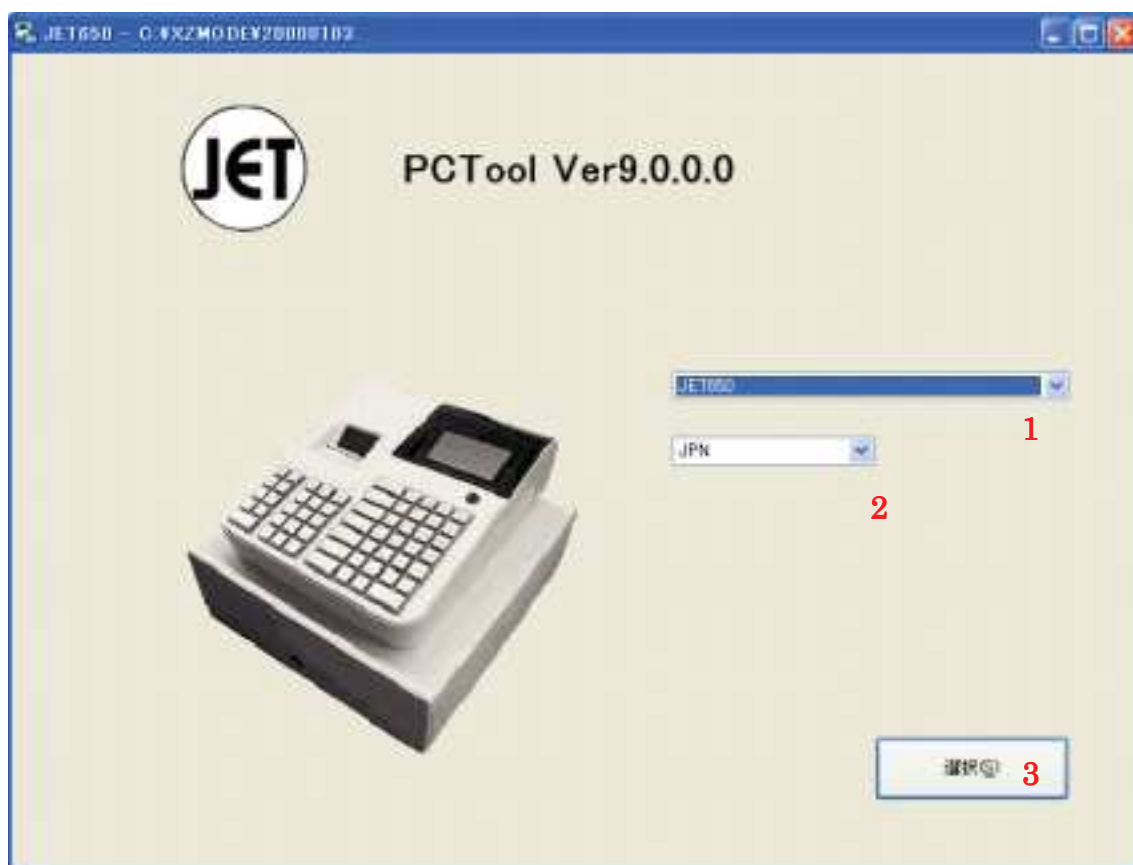 JET650 - C:¥XZMODE¥20080103
JET
PCTool Ver9.0.0.0
JET650
1
JPN
2
選択(S)
3